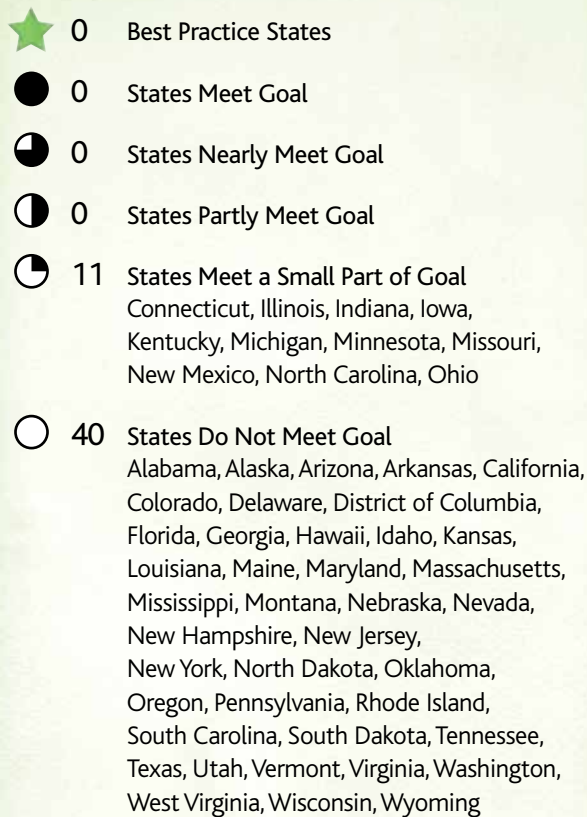 0 Best Practice States
0 States Meet Goal
0 States Nearly Meet Goal
0 States Partly Meet Goal
11 States Meet a Small Part of Goal
Connecticut, Illinois, Indiana, Iowa,
Kentucky, Michigan, Minnesota, Missouri,
New Mexico, North Carolina, Ohio
40 States Do Not Meet Goal
Alabama, Alaska, Arizona, Arkansas, California,
Colorado, Delaware, District of Columbia,
Florida, Georgia, Hawaii, Idaho, Kansas,
Louisiana, Maine, Maryland, Massachusetts,
Mississippi, Montana, Nebraska, Nevada,
New Hampshire, New Jersey,
New York, North Dakota, Oklahoma,
Oregon, Pennsylvania, Rhode Island,
South Carolina, South Dakota, Tennessee,
Texas, Utah, Vermont, Virginia, Washington,
West Virginia, Wisconsin, Wyoming